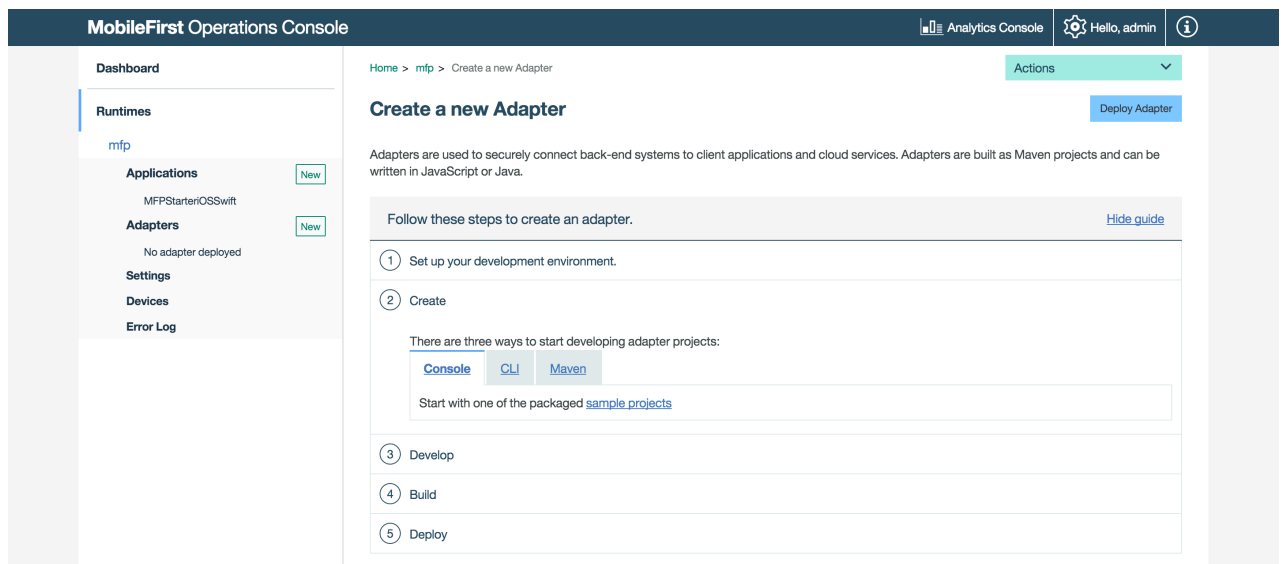 MobileFirst Operations Console
Analytics Console
Hello, admin
Dashboard
Runtimes
mfp
Applications
New
MFPStarteriOSSwift
Adapters
New
No adapter deployed
Settings
Devices
Error Log
Home > mfp > Create a new Adapter
Actions
Create a new Adapter
Deploy Adapter
Adapters are used to securely connect back-end systems to client applications and cloud services. Adapters are built as Maven projects and can be
written in JavaScript or Java.
Follow these steps to create an adapter.
Hide guide
1 Set up your development environment.
2 Create
There are three ways to start developing adapter projects:
Console CLI Maven
Start with one of the packaged sample projects
3 Develop
4 Build
5 Deploy